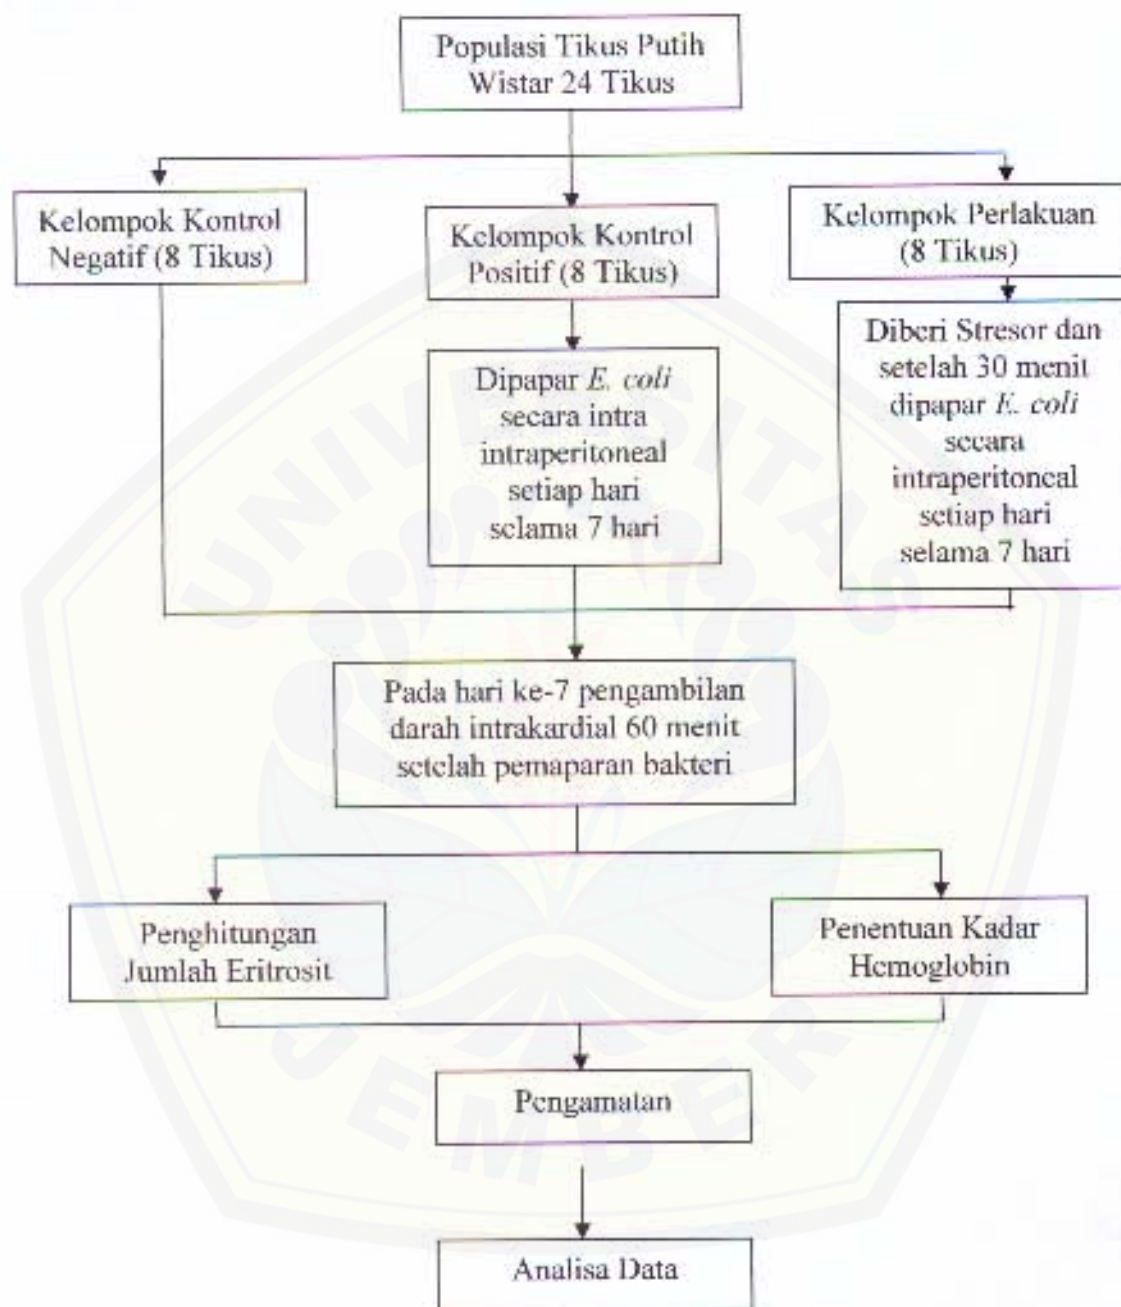 Populasi Tikus Putih
Wistar 24 Tikus
Kelompok Kontrol
Negatif (8 Tikus)
Kelompok Kontrol
Positif (8 Tikus)
Kelompok Perlakuan
(8 Tikus)
Dipapar E. coli
secara intra
intraperitoneal
setiap hari
selama 7 hari
Diberi Stresor dan
setelah 30 menit
dipapar E. coli
secara
intraperitoneal
setiap hari
selama 7 hari
Pada hari ke-7 pengambilan
darah intrakardial 60 menit
setelah pemaparan bakteri
Penghitungan
Jumlah Eritrosit
Penentuan Kadar
Hemoglobin
Pengamatan
Analisa Data
UNIVERSITAS
JEMBER